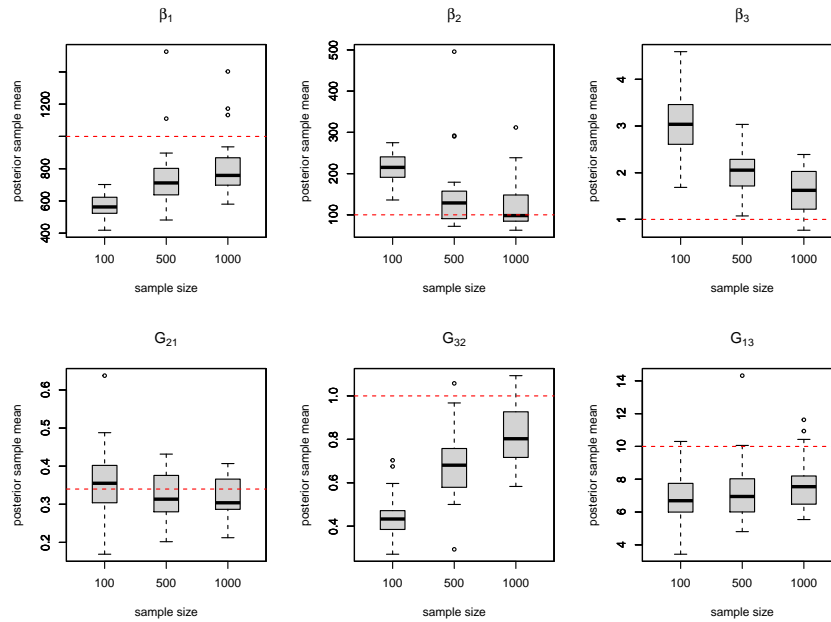 β1
posterior sample mean
400 600 800 1200
100 500 1000
sample size
β2
posterior sample mean
100 200 300 400 500
100 500 1000
sample size
β3
posterior sample mean
1 2 3 4
100 500 1000
sample size
G21
posterior sample mean
0.2 0.3 0.4 0.5 0.6
100 500 1000
sample size
G32
posterior sample mean
0.4 0.6 0.8 1.0
100 500 1000
sample size
G13
posterior sample mean
4 6 8 10 12 14
100 500 1000
sample size